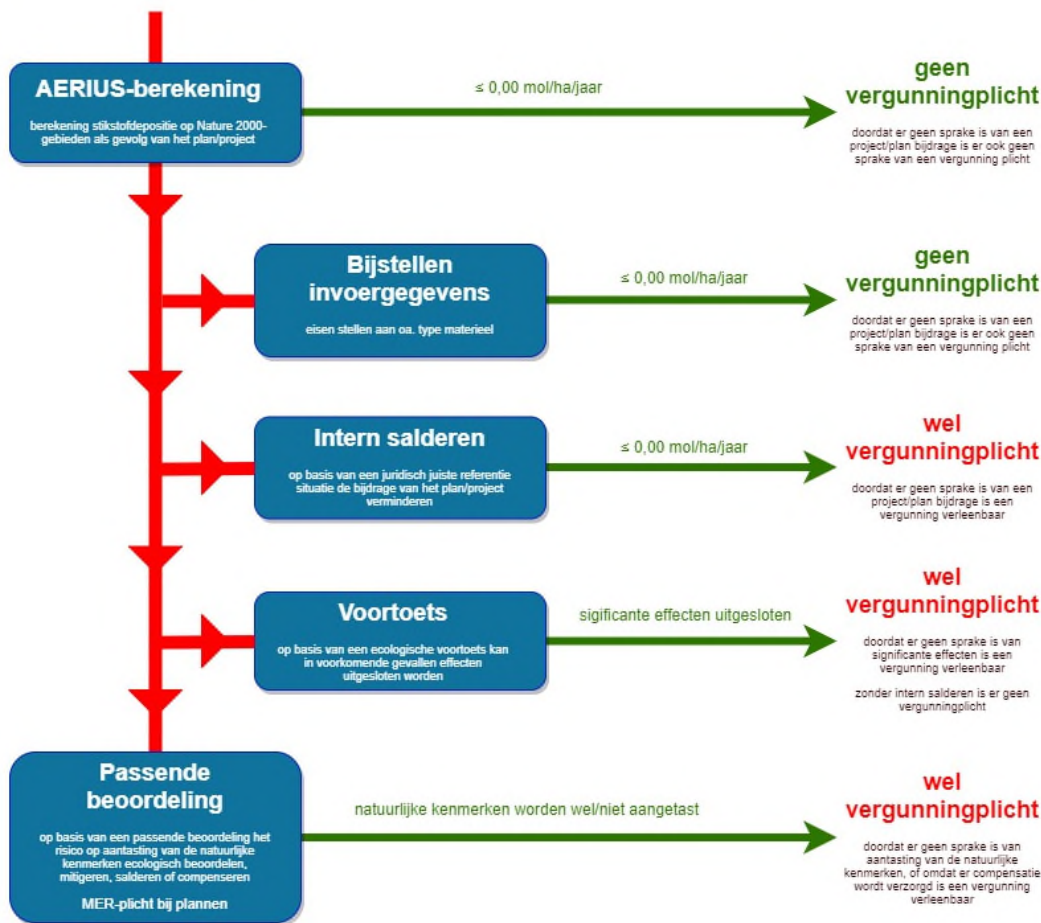 AERIUS-berekening
berekening stikstofdepositie op Nature 2000-
gebieden als gevolg van het plan/project
≤ 0,00 mol/ha/jaar
geen
vergunningplicht
doordat er geen sprake is van een
project/plan bijdrage is er ook geen
sprake van een vergunning plicht
Bijstellen
invoergegevens
eisen stellen aan oa. type materieel
≤ 0,00 mol/ha/jaar
geen
vergunningplicht
doordat er geen sprake is van een
project/plan bijdrage is er ook geen
sprake van een vergunning plicht
Intern salderen
op basis van een juridisch juiste referentie
situatie de bijdrage van het plan/project
verminderen
≤ 0,00 mol/ha/jaar
wel
vergunningplicht
doordat er geen sprake is van een
project/plan bijdrage is een
vergunning verleenbaar
Voortoets
op basis van een ecologische voortoets kan
in voorkomende gevallen effecten
uitgesloten worden
sigificante effecten uitgesloten
wel
vergunningplicht
doordat er geen sprake is van
significante effecten is een
vergunning verleenbaar
zonder intern salderen is er geen
vergunningplicht
Passende
beoordeling
op basis van een passende beoordeling het
risico op aantasting van de natuurlijke
kenmerken ecologisch beoordelen,
mitigeren, salderen of compenseren
MER-plicht bij plannen
natuurlijke kenmerken worden wel/niet aangetast
wel
vergunningplicht
doordat er geen sprake is van
aantasting van de natuurlijke
kenmerken, of omdat er compensatie
wordt verzorgd is een vergunning
verleenbaar